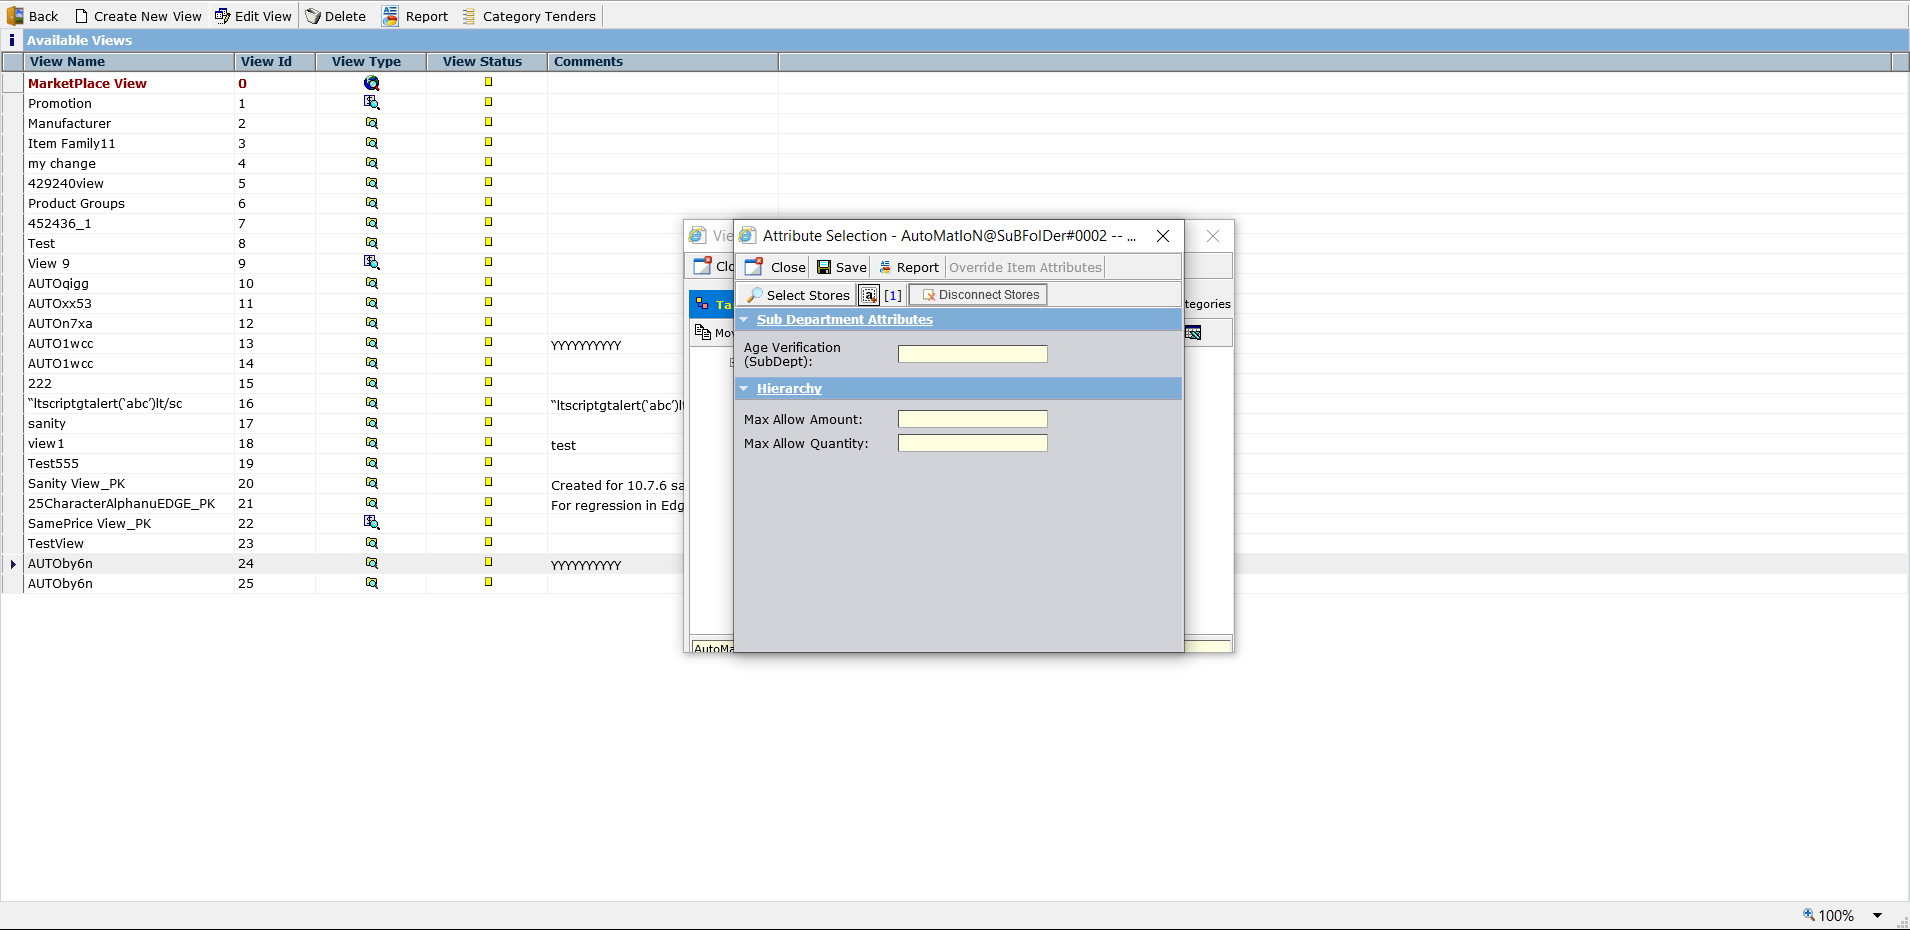 Back Create New View Edit View Delete Report Category Tenders
i Available Views
View Name View Id View Type View Status Comments
MarketPlace View 0
Promotion 1
Manufacturer 2
Item Family11 3
my change 4
429240view 5
Product Groups 6
452436_1 7
Test 8
View 9 9
AUTOqigg 10
AUTOxx53 11
AUTOn7xa 12
AUTO1wcc 13 YYYYYYYYYY
AUTO1wcc 14
222 15
“ltscriptgtalert(‘abc’)lt/sc 16 “ltscriptgtalert(‘abc’)lt
sanity 17
view1 18 test
Test555 19
Sanity View_PK 20 Created for 10.7.6 sa
25CharacterAlphanuEDGE_PK 21 For regression in Edg
SamePrice View_PK 22
TestView 23
AUTOby6n 24 YYYYYYYYYY
AUTOby6n 25
Vie
Clo
Ta tegories
Mov
AutoMa
Attribute Selection - AutoMatIoN@SuBFolDer#0002 -- ...
Close Save Report Override Item Attributes
Select Stores a [1] Disconnect Stores
Sub Department Attributes
Age Verification
(SubDept):
Hierarchy
Max Allow Amount:
Max Allow Quantity:
100%